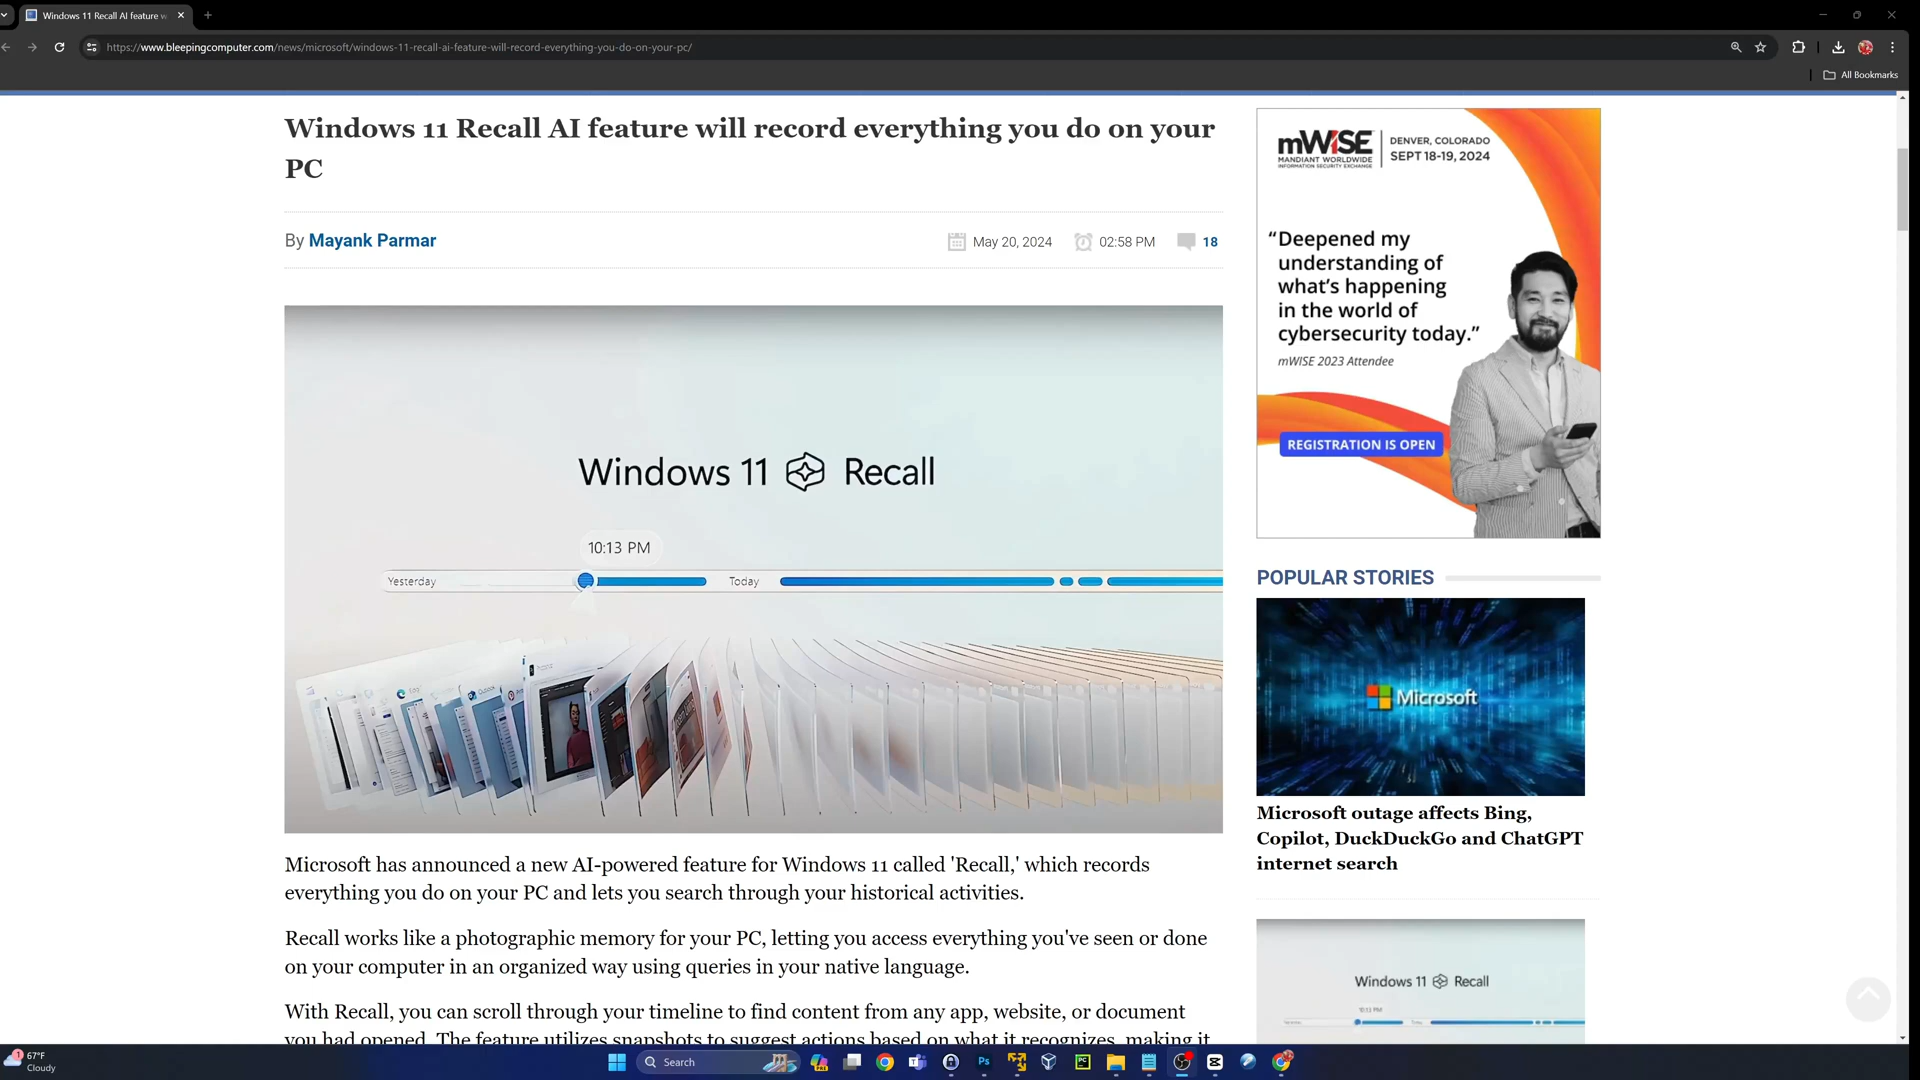 Windows 11 Recall AI feature w
https://www.bleepingcomputer.com/news/microsoft/windows-11-recall-ai-feature-will-record-everything-you-do-on-your-pc/
All Bookmarks
Windows 11 Recall AI feature will record everything you do on your
PC
By Mayank Parmar
May 20, 2024
02:58 PM
18
Windows 11 Recall
10:13 PM
Yesterday
Today
Outlook
Microsoft has announced a new AI-powered feature for Windows 11 called 'Recall,' which records
everything you do on your PC and lets you search through your historical activities.
Recall works like a photographic memory for your PC, letting you access everything you've seen or done
on your computer in an organized way using queries in your native language.
With Recall, you can scroll through your timeline to find content from any app, website, or document
you had opened. The feature utilizes snapshots to suggest actions based on what it recognizes, making it
mWISE
MANDIANT WORLDWIDE
INFORMATION SECURITY EXCHANGE
DENVER, COLORADO
SEPT 18-19, 2024
“Deepened my
understanding of
what's happening
in the world of
cybersecurity today.”
mWISE 2023 Attendee
REGISTRATION IS OPEN
POPULAR STORIES
Microsoft
Microsoft outage affects Bing,
Copilot, DuckDuckGo and ChatGPT
internet search
Windows 11 Recall
10:13 PM
Yesterday
Today
1
67°F
Cloudy
Search
PRE
Ps
PC